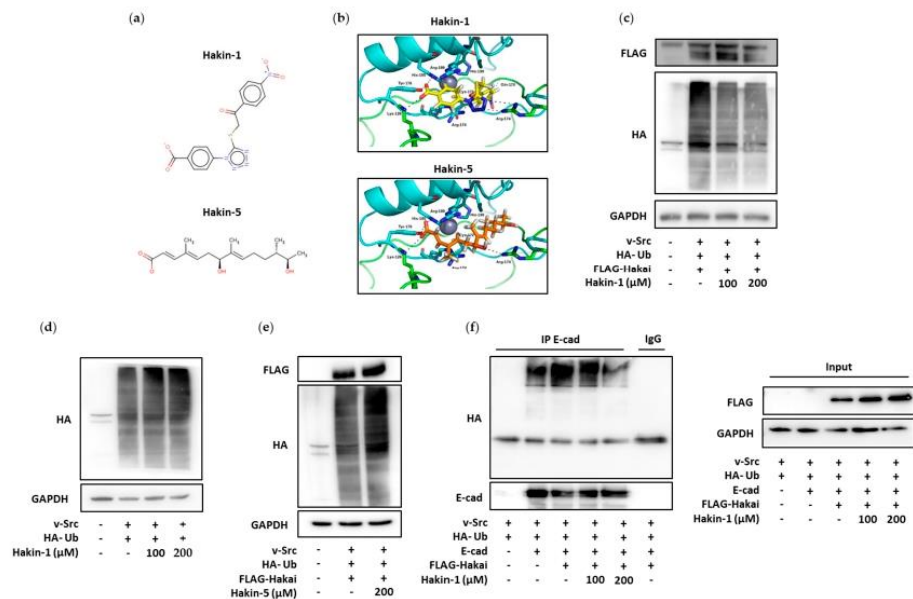 (a)
Hakin-1
Hakin-5
(b)
Hakin-1
Hakin-5
(c)
FLAG
HA
GAPDH
v-Src - + + +
HA- Ub - + + +
FLAG-Hakai - + + +
Hakin-1 (µM) - - 100 200
(d)
HA
GAPDH
v-Src - + + +
HA- Ub - + + +
Hakin-1 (µM) - - 100 200
(e)
FLAG
HA
GAPDH
v-Src - + +
HA- Ub - + +
FLAG-Hakai - + +
Hakin-5 (µM) - - 200
(f)
IP E-cad IgG
HA
E-cad
v-Src + + + + + +
HA- Ub + + + + + +
E-cad - + + + + +
FLAG-Hakai - - + + + +
Hakin-1 (µM) - - - 100 200 -
Input
FLAG
GAPDH
v-Src + + + + +
HA- Ub + + + + +
E-cad - + + + +
FLAG-Hakai - - + + +
Hakin-1 (µM) - - - 100 200